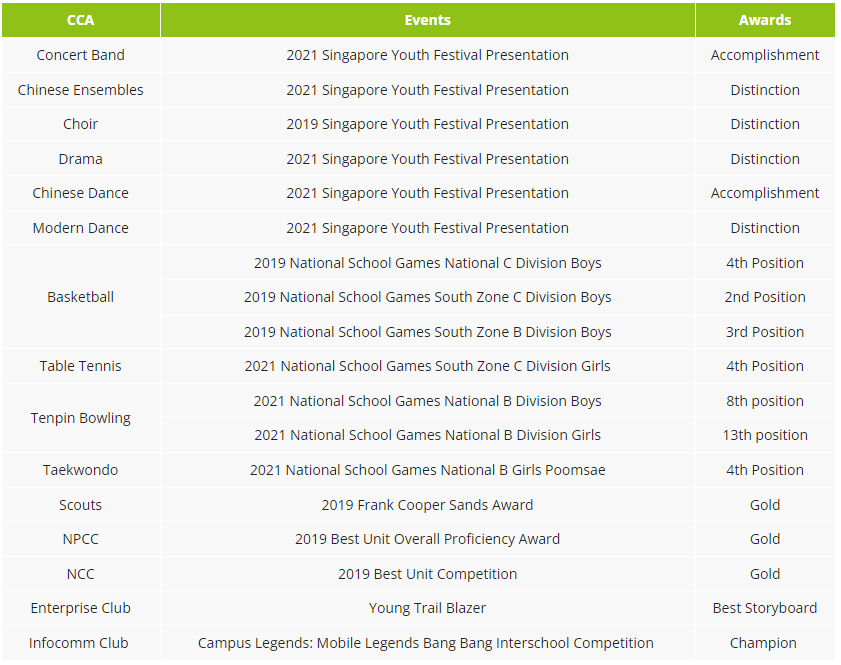 CCA Events Awards
Concert Band 2021 Singapore Youth Festival Presentation Accomplishment
Chinese Ensembles 2021 Singapore Youth Festival Presentation Distinction
Choir 2019 Singapore Youth Festival Presentation Distinction
Drama 2021 Singapore Youth Festival Presentation Distinction
Chinese Dance 2021 Singapore Youth Festival Presentation Accomplishment
Modern Dance 2021 Singapore Youth Festival Presentation Distinction
2019 National School Games National C Division Boys 4th Position
Basketball 2019 National School Games South Zone C Division Boys 2nd Position
2019 National School Games South Zone B Division Boys 3rd Position
Table Tennis 2021 National School Games South Zone C Division Girls 4th Position
2021 National School Games National B Division Boys 8th position
Tenpin Bowling
2021 National School Games National B Division Girls 13th position
Taekwondo 2021 National School Games National B Girls Poomsae 4th Position
Scouts 2019 Frank Cooper Sands Award Gold
NPCC 2019 Best Unit Overall Proficiency Award Gold
NCC 2019 Best Unit Competition Gold
Enterprise Club Young Trail Blazer Best Storyboard
Infocomm Club Campus Legends: Mobile Legends Bang Bang Interschool Competition Champion